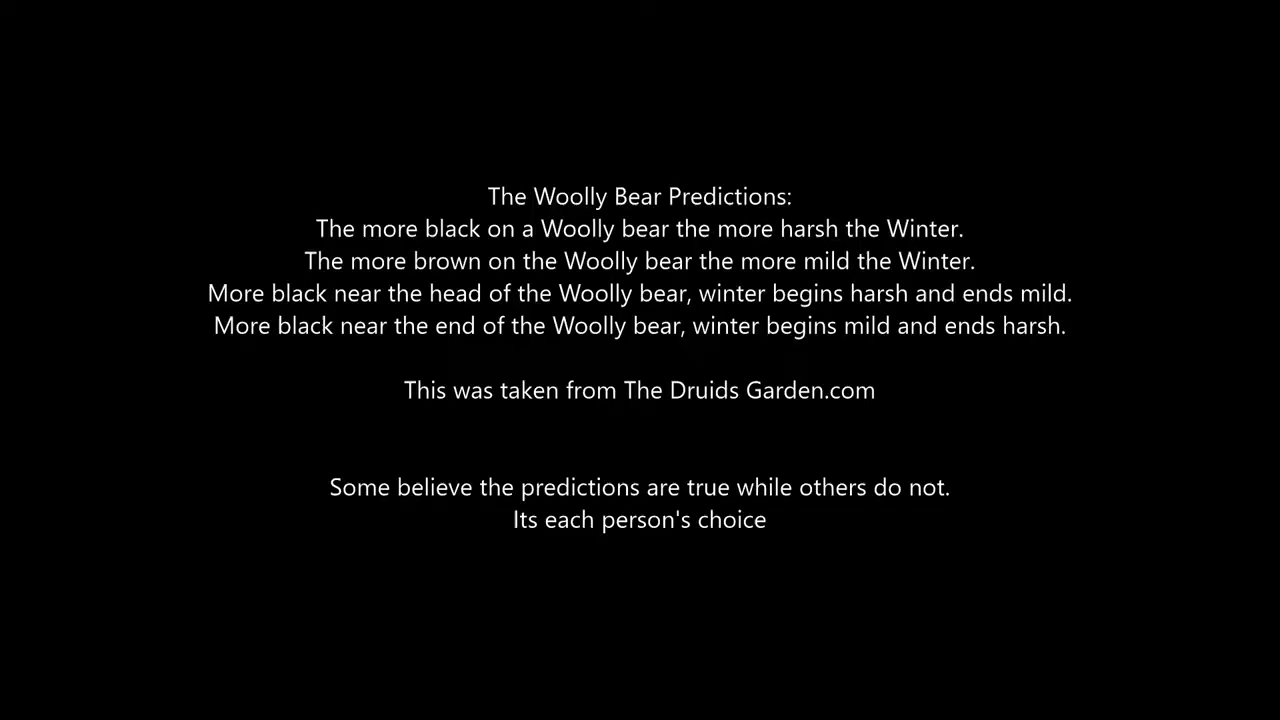 The Woolly Bear Predictions:
The more black on a Woolly bear the more harsh the Winter.
The more brown on the Woolly bear the more mild the Winter.
More black near the head of the Woolly bear, winter begins harsh and ends mild.
More black near the end of the Woolly bear, winter begins mild and ends harsh.
This was taken from The Druids Garden.com
Some believe the predictions are true while others do not.
Its each person's choice